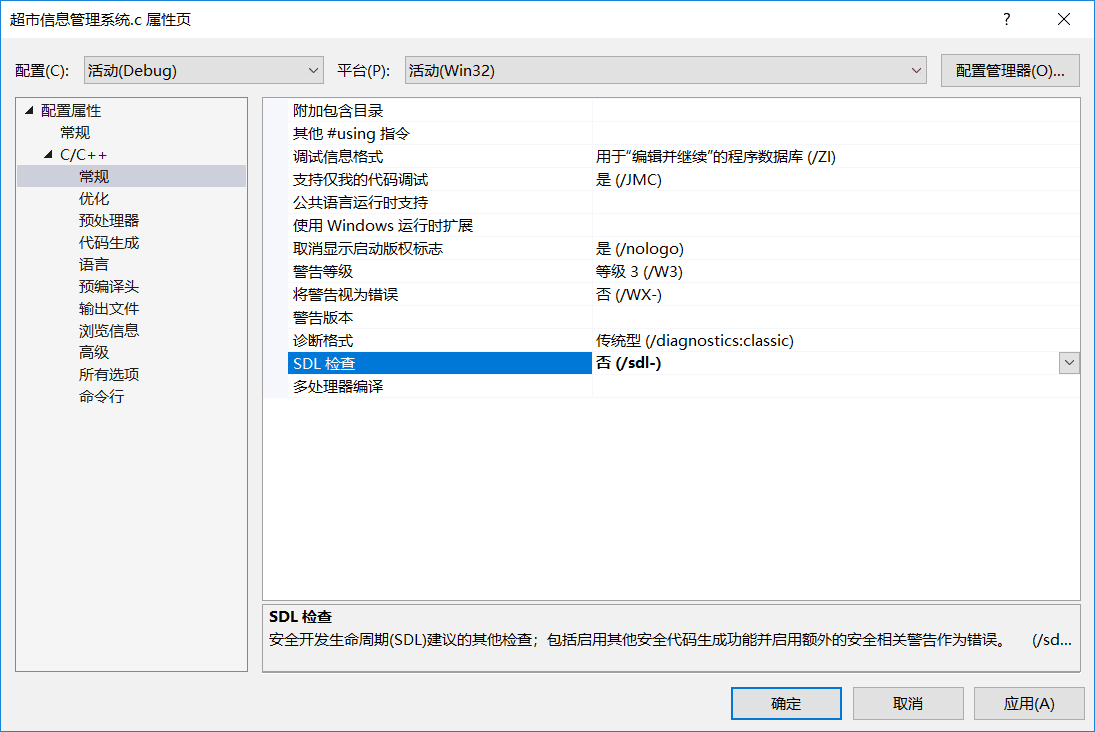 超市信息管理系统.c 属性页
?
配置(C): 活动(Debug) 平台(P): 活动(Win32) 配置管理器(O)...
配置属性
常规
C/C++
常规
优化
预处理器
代码生成
语言
预编译头
输出文件
浏览信息
高级
所有选项
命令行
附加包含目录
其他 #using 指令
调试信息格式 用于“编辑并继续”的程序数据库 (/ZI)
支持仅我的代码调试 是 (/JMC)
公共语言运行时支持
使用 Windows 运行时扩展
取消显示启动版权标志 是 (/nologo)
警告等级 等级 3 (/W3)
将警告视为错误 否 (/WX-)
警告版本
诊断格式 传统型 (/diagnostics:classic)
SDL 检查 否 (/sdl-)
多处理器编译
SDL 检查
安全开发生命周期(SDL)建议的其他检查；包括启用其他安全代码生成功能并启用额外的安全相关警告作为错误。 (/sd...
确定 取消 应用(A)